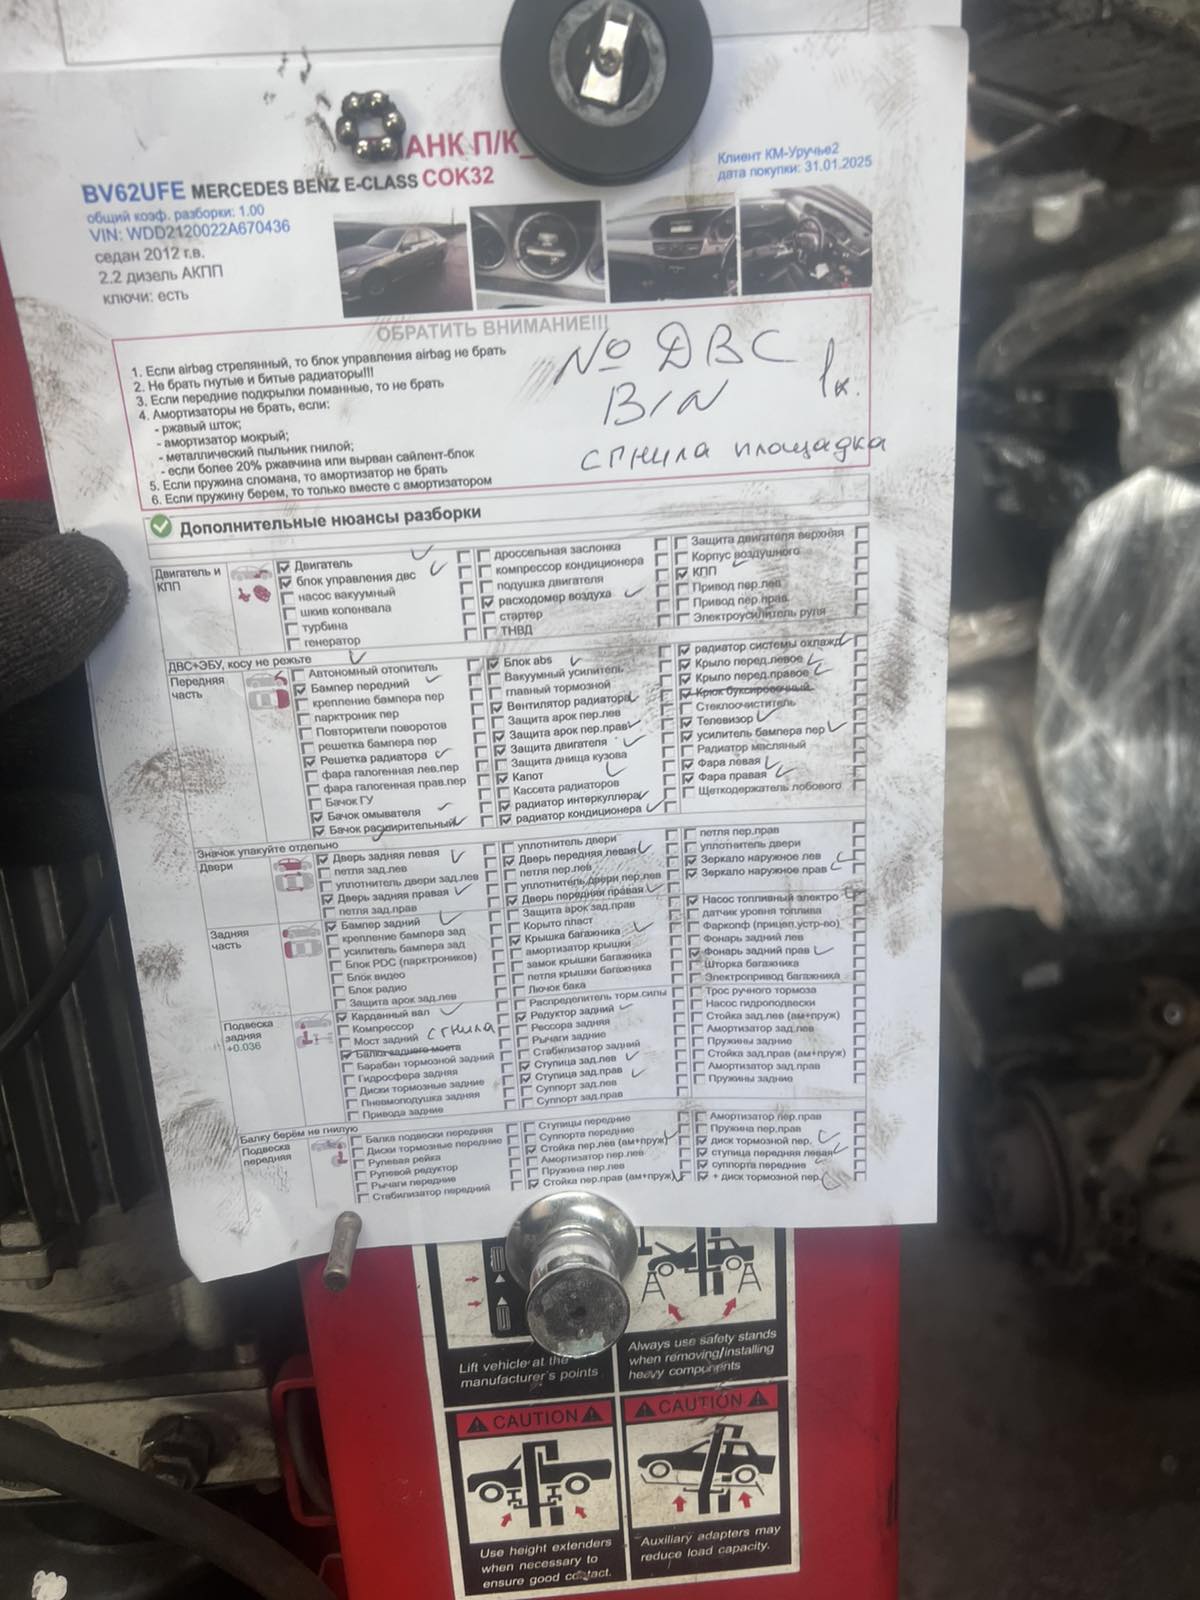 АНК П/К_
Клиент КМ-Уручье2
дата покупки: 31.01.2025
BV62UFE MERCEDES BENZ E-CLASS COK32
общий коэф. разборки: 1.00
VIN: WDD2120022A670436
седан 2012 г.в.
2.2 дизель АКПП
ключи: есть
ОБРАТИТЬ ВНИМАНИЕ!!!
1. Если airbag стрелянный, то блок управления airbag не брать
2. Не брать гнутые и битые радиаторы!!!
3. Если передние подкрылки ломанные, то не брать
4. Амортизаторы не брать, если:
- ржавый шток;
- амортизатор мокрый;
- металлический пыльник гнилой;
- если более 20% ржавчина или вырван сайлент-блок
5. Если пружина сломана, то амортизатор не брать
6. Если пружину берем, то только вместе с амортизатором
№ ДВС
1к.
сгнила площадка
Дополнительные нюансы разборки
Двигатель и КПП
Двигатель
блок управления двс
насос вакуумный
шкив коленвала
турбина
генератор
дроссельная заслонка
компрессор кондиционера
подушка двигателя
расходомер воздуха
стартер
ТНВД
Защита двигателя верхняя
Корпус воздушного
КПП
Привод пер.лев
Привод пер.прав
Электроусилитель руля
ДВС+ЭБУ, косу не режьте
Передняя часть
Автономный отопитель
Бампер передний
крепление бампера пер
парктроник пер
Повторители поворотов
решетка бампера пер
Решетка радиатора
фара галогенная лев.пер
фара галогенная прав.пер
Бачок ГУ
Бачок омывателя
Бачок расширительный
Блок abs
Вакуумный усилитель
главный тормозной
Вентилятор радиатора
Защита арок пер.лев
Защита арок пер.прав
Защита двигателя
Защита днища кузова
Капот
Кассета радиаторов
радиатор интеркуллера
радиатор кондиционера
радиатор системы охлажд
Крыло перед.левое
Крыло перед.правое
Крюк буксировочный
Стеклоочиститель
Телевизор
усилитель бампера пер
Радиатор масляный
Фара левая
Фара правая
Щеткодержатель лобового
Значок упакуйте отдельно
Двери
Дверь задняя левая
петля зад.лев
уплотнитель двери зад.лев
Дверь задняя правая
петля зад.прав
уплотнитель двери
Дверь передняя левая
петля пер.лев
уплотнитель двери пер.лев
Дверь передняя правая
петля пер.прав
уплотнитель двери
Зеркало наружное лев
Зеркало наружное прав
Задняя часть
Бампер задний
крепление бампера зад
усилитель бампера зад
Блок PDC (парктроников)
Блок видео
Блок радио
Защита арок зад.лев
Защита арок зад.прав
Корыто пласт
Крышка багажника
амортизатор крышки
замок крышки багажника
петля крышки багажника
Лючок бака
Насос топливный электро
датчик уровня топлива
Фаркопф (прицеп.устр-во)
Фонарь задний лев
Фонарь задний прав
Шторка багажника
Электропривод багажника
Подвеска задняя
+0.036
Карданный вал
Компрессор
Мост задний
сгнила
Балка заднего моста
Барабан тормозной задний
Гидросфера задняя
Диски тормозные задние
Пневмоподушка задняя
Привода задние
Распределитель торм.силы
Редуктор задний
Рессора задняя
Рычаги задние
Стабилизатор задний
Ступица зад.лев
Ступица зад.прав
Суппорт зад.лев
Суппорт зад.прав
Трос ручного тормоза
Насос гидроподвески
Стойка зад.лев (ам+пруж)
Амортизатор зад.лев
Пружины задние
Стойка зад.прав (ам+пруж)
Амортизатор зад.прав
Пружины задние
Балку берём не гнилую
Подвеска передняя
Балка подвески передняя
Диски тормозные передние
Рулевая рейка
Рулевой редуктор
Рычаги передние
Стабилизатор передний
Ступицы передние
Суппорта передние
Стойка пер.лев (ам+пруж)
Амортизатор пер.лев
Пружина пер.лев
Стойка пер.прав (ам+пруж)
Амортизатор пер.прав
Пружина пер.прав
диск тормозной пер.
ступица передняя левая
суппорта передние
+ диск тормозной пер.
Lift vehicle at the
manufacturer's points
Always use safety stands
when removing/installing
heavy components
CAUTION
Use height extenders
when necessary to
ensure good contact.
CAUTION
Auxiliary adapters may
reduce load capacity.